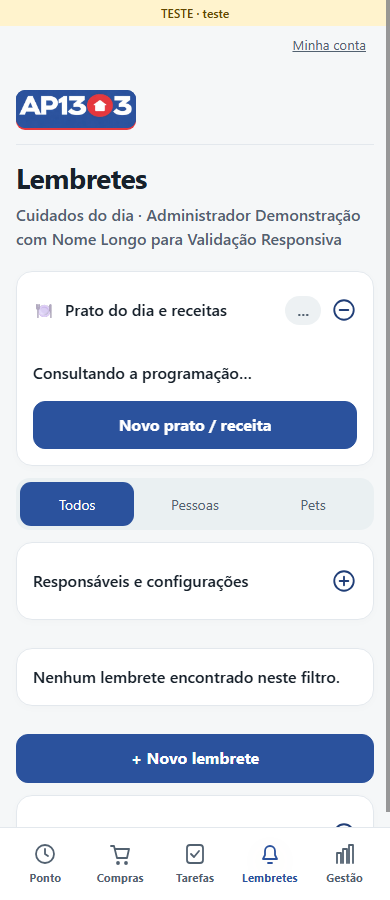 TESTE · teste
Minha conta
AP1303
Lembretes
Cuidados do dia · Administrador Demonstração
com Nome Longo para Validação Responsiva
Prato do dia e receitas
...
Consultando a programação...
Novo prato / receita
Todos Pessoas Pets
Responsáveis e configurações
Nenhum lembrete encontrado neste filtro.
+ Novo lembrete
Ponto Compras Tarefas Lembretes Gestão